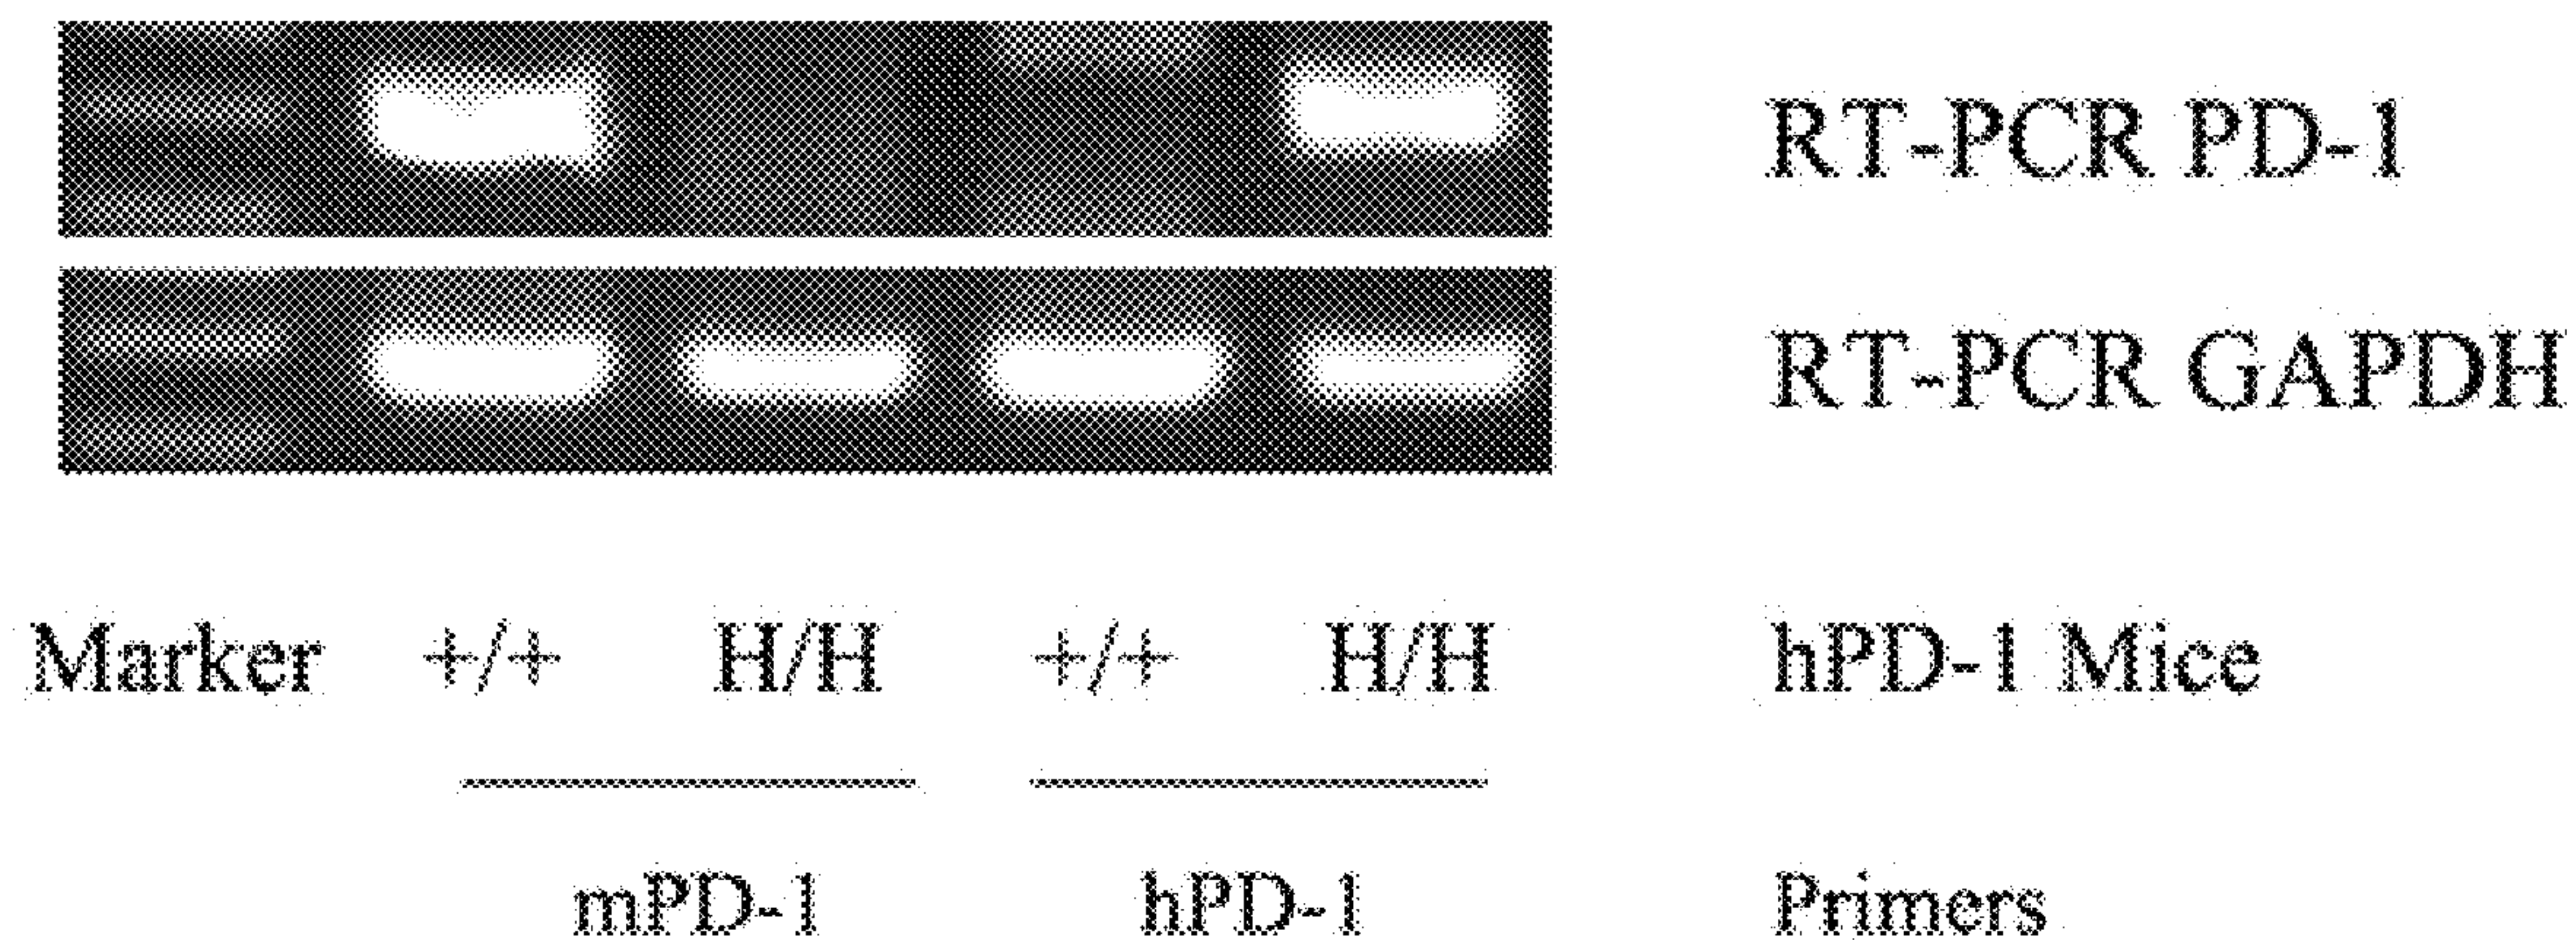 RT-PCR PD-1
RT-PCR GAPDH
Marker +/+ H/H +/+ H/H hPD-1 Mice
mPD-1 hPD-1 Primers